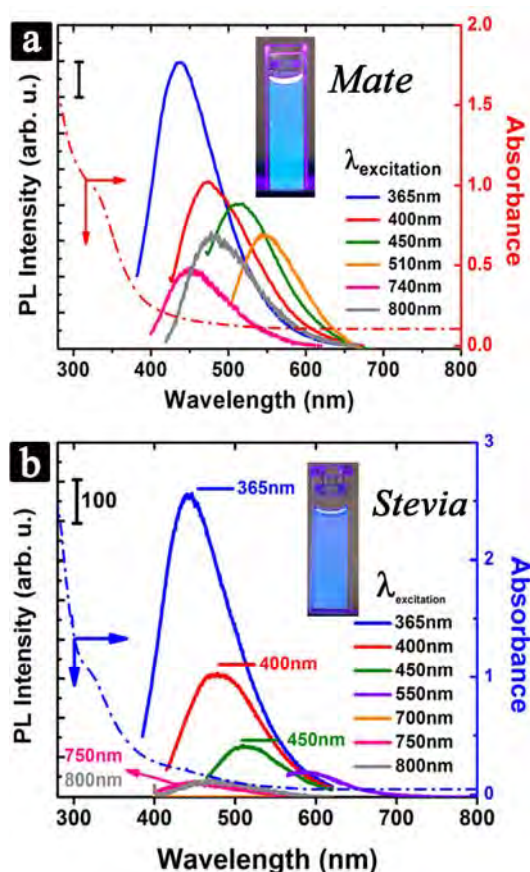 a
Mate
PL Intensity (arb. u.)
Absorbance
2.0
1.5
1.0
0.5
0.0
λexcitation
365nm
400nm
450nm
510nm
740nm
800nm
300 400 500 600 700 800
Wavelength (nm)
b
Stevia
100
PL Intensity (arb. u.)
Absorbance
3
2
1
0
365nm
400nm
450nm
750nm
800nm
λexcitation
365nm
400nm
450nm
550nm
700nm
750nm
800nm
300 400 500 600 700 800
Wavelength (nm)